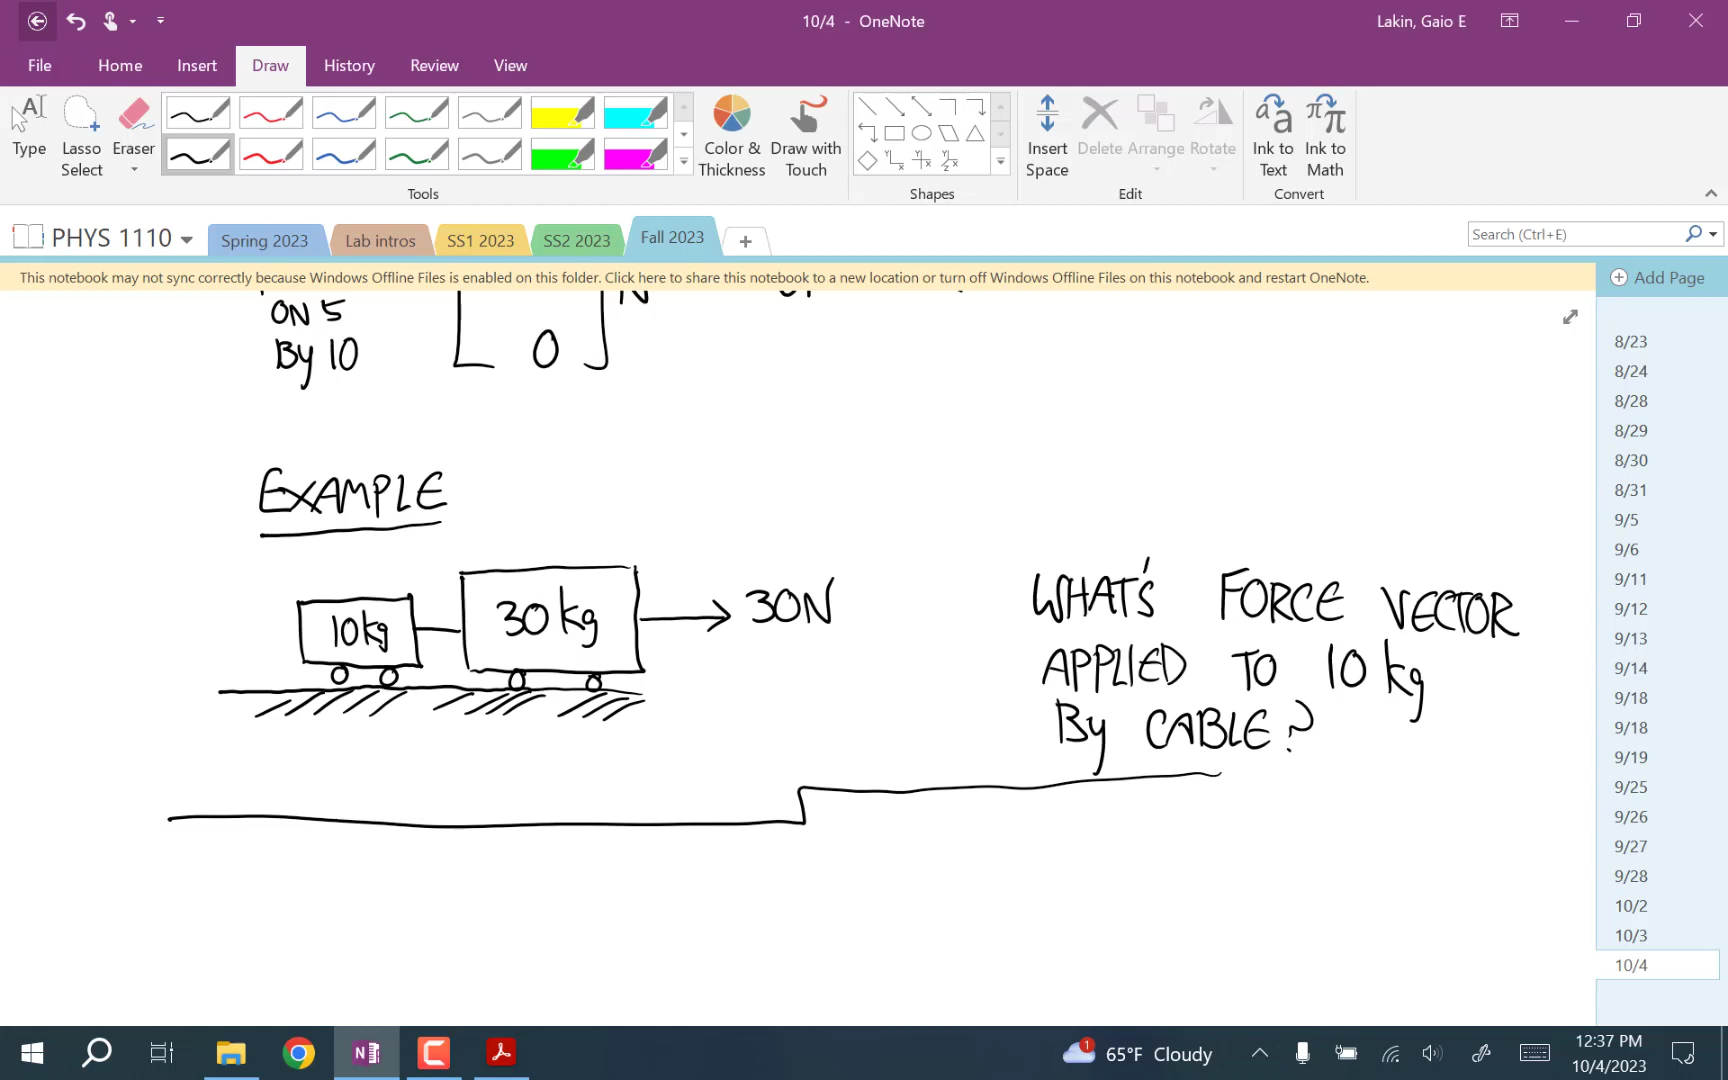 10/4 - OneNote
Lakin, Gaio E
File Home Insert Draw History Review View
Type
Lasso Select
Eraser
Color & Thickness
Draw with Touch
Insert Space
Delete
Arrange
Rotate
Ink to Text
Ink to Math
Tools
Shapes
Edit
Convert
PHYS 1110
Spring 2023
Lab intros
SS1 2023
SS2 2023
Fall 2023
Search (Ctrl+E)
This notebook may not sync correctly because Windows Offline Files is enabled on this folder. Click here to share this notebook to a new location or turn off Windows Offline Files on this notebook and restart OneNote.
Add Page
ON 5
By 10
0
N
EXAMPLE
10kg
30kg
30N
WHAT'S FORCE VECTOR
APPLIED TO 10 kg
By CABLE?
8/23
8/24
8/28
8/29
8/30
8/31
9/5
9/6
9/11
9/12
9/13
9/14
9/18
9/18
9/19
9/25
9/26
9/27
9/28
10/2
10/3
10/4
1
65°F Cloudy
12:37 PM
10/4/2023